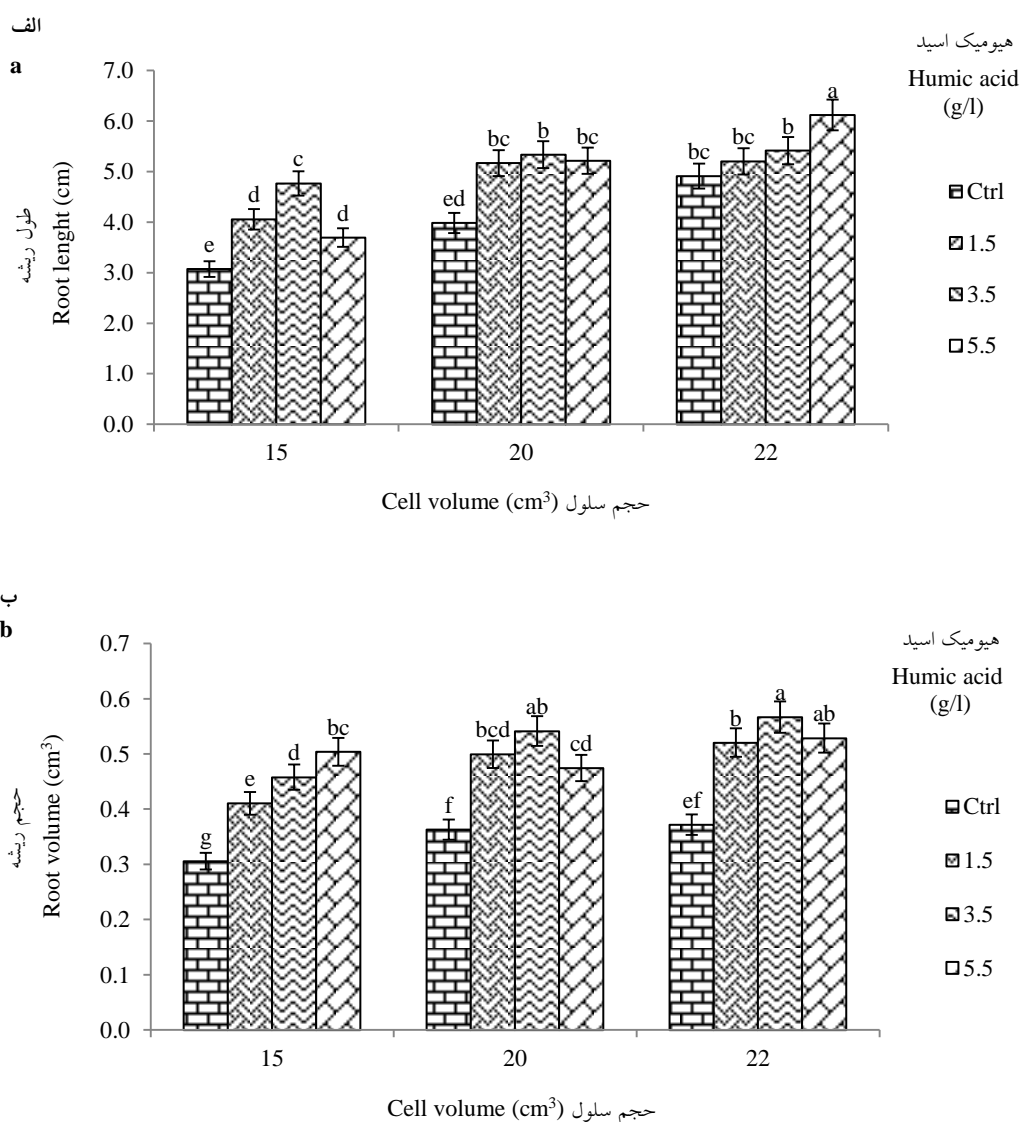 الف
a
هیومیک اسید
Humic acid
(g/l)
7.0
6.0
5.0
4.0
3.0
2.0
1.0
0.0
طول ریشه
Root lenght (cm)
e
d
c
d
ed
bc
b
bc
bc
bc
b
a
Ctrl
1.5
3.5
5.5
15
20
22
Cell volume (cm³) حجم سلول
ب
b
هیومیک اسید
Humic acid
(g/l)
0.7
0.6
0.5
0.4
0.3
0.2
0.1
0.0
حجم ریشه
Root volume (cm³)
g
e
d
bc
f
bcd
ab
cd
ef
b
a
ab
Ctrl
1.5
3.5
5.5
15
20
22
Cell volume (cm³) حجم سلول